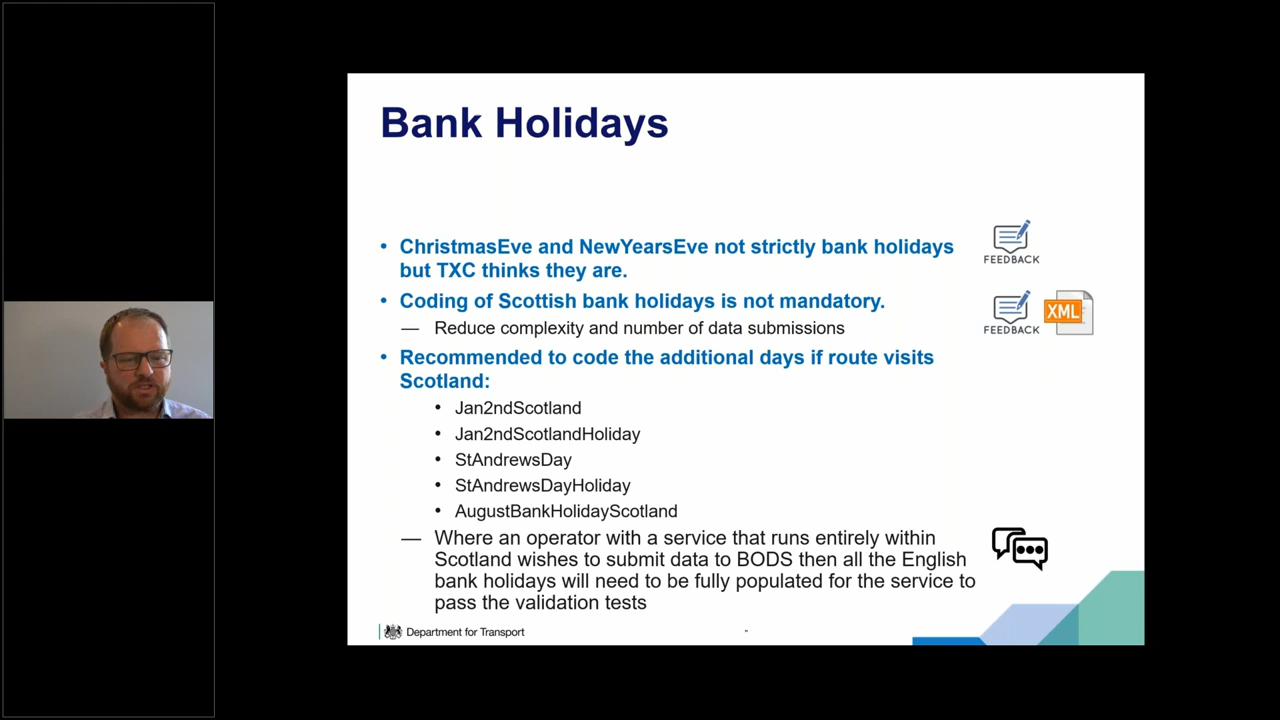 Bank Holidays
• ChristmasEve and NewYearsEve not strictly bank holidays
but TXC thinks they are.
FEEDBACK
• Coding of Scottish bank holidays is not mandatory.
— Reduce complexity and number of data submissions
FEEDBACK
XML
• Recommended to code the additional days if route visits
Scotland:
• Jan2ndScotland
• Jan2ndScotlandHoliday
• StAndrewsDay
• StAndrewsDayHoliday
• AugustBankHolidayScotland
— Where an operator with a service that runs entirely within
Scotland wishes to submit data to BODS then all the English
bank holidays will need to be fully populated for the service to
pass the validation tests
Department for Transport